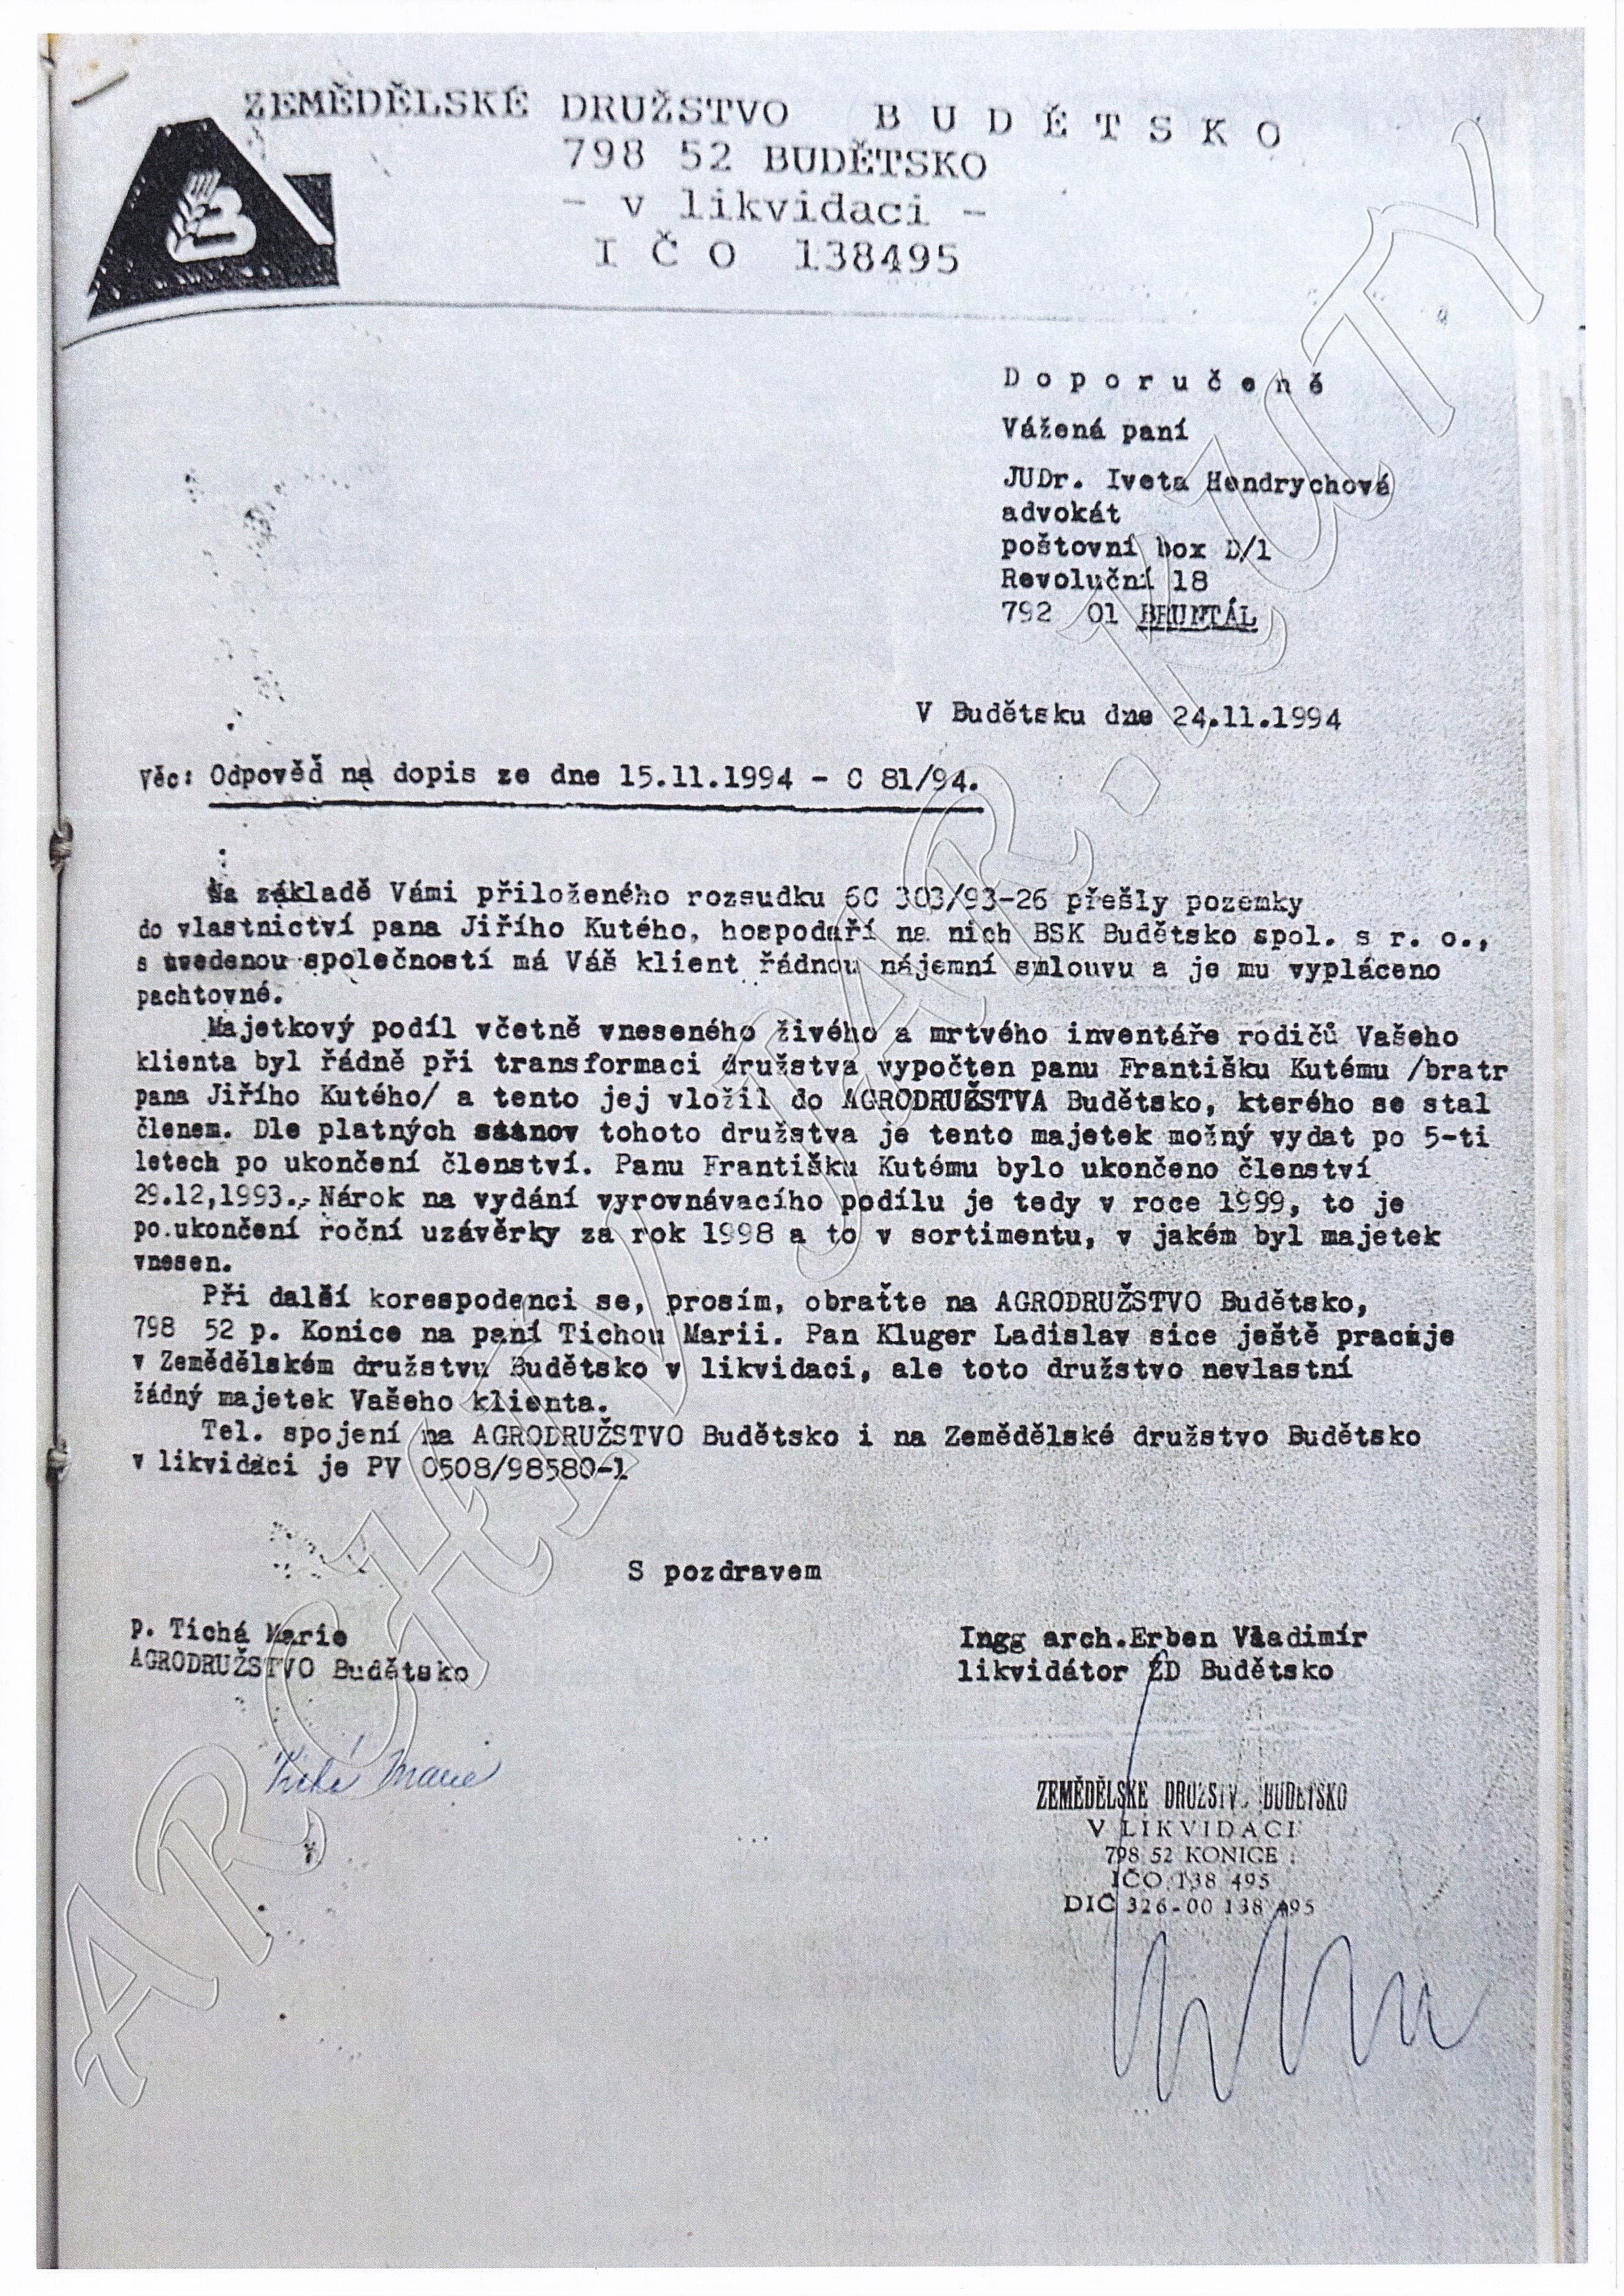 ZEMĚDĚLSKÉ DRUŽSTVO B U D Ě T S K O
798 52 BUDĚTSKO
- v likvidaci -
I Č O 138495
B
D o p o r u č e n ě
Vážená paní
JUDr. Iveta Hendrychová
advokát
poštovní box D/1
Revoluční 18
792 01 BRUNTÁL
V Budětsku dne 24.11.1994
Věc: Odpověď na dopis ze dne 15.11.1994 - C 81/94.
Na základě Vámi přiloženého rozsudku 6C 303/93-26 přešly pozemky
do vlastnictví pana Jiřího Kutého, hospodaří na nich BSK Budětsko spol. s r. o.,
s uvedenou společností má Váš klient řádnou nájemní smlouvu a je mu vypláceno
pachtovné.
Majetkový podíl včetně vneseného živého a mrtvého inventáře rodičů Vašeho
klienta byl řádně při transformaci družstva vypočten panu Františku Kutému /bratr
pana Jiřího Kutého/ a tento jej vložil do AGRODRUŽSTVA Budětsko, kterého se stal
členem. Dle platných stanov tohoto družstva je tento majetek možný vydat po 5-ti
letech po ukončení členství. Panu Františku Kutému bylo ukončeno členství
29.12,1993. Nárok na vydání vyrovnávacího podílu je tedy v roce 1999, to je
po ukončení roční uzávěrky za rok 1998 a to v sortimentu, v jakém byl majetek
vnesen.
Při další korespodenci se, prosím, obraťte na AGRODRUŽSTVO Budětsko,
798 52 p. Konice na paní Tichou Marii. Pan Kluger Ladislav sice ještě pracuje
v Zemědělském družstvu Budětsko v likvidaci, ale toto družstvo nevlastní
žádný majetek Vašeho klienta.
Tel. spojení na AGRODRUŽSTVO Budětsko i na Zemědělské družstvo Budětsko
v likvidaci je PV 0508/98580-1
S pozdravem
p. Tichá Marie
AGRODRUŽSTVO Budětsko
Ingg arch.Erben Vladimír
likvidátor ZD Budětsko
Tichá Marie
ZEMĚDĚLSKÉ DRUŽSTVO BUDĚTSKO
V LIKVIDACI
798 52 KONICE
IČO 138 495
DIČ 326-00 138 495
ARCHIV JAR. KUTÝ